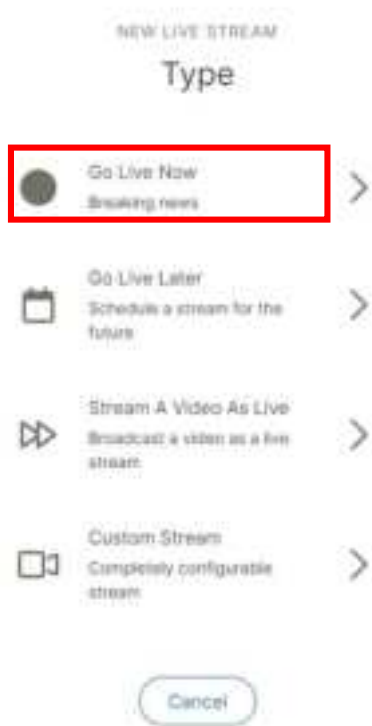 NEW LIVE STREAM
Type
Go Live Now
Breaking news
Go Live Later
Schedule a stream for the
future
Stream A Video As Live
Broadcast a video as a live
stream
Custom Stream
Completely configurable
stream
Cancel